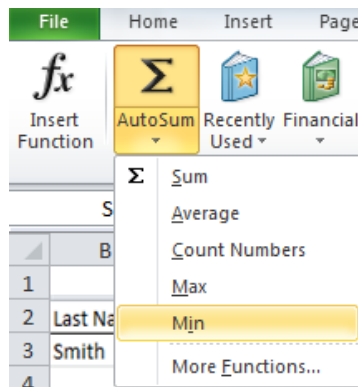 File Home Insert Page
fx Σ
Insert AutoSum Recently Financial
Function Used
Σ Sum
S Average
B Count Numbers
1 Max
2 Last Na Min
3 Smith
4 More Functions...